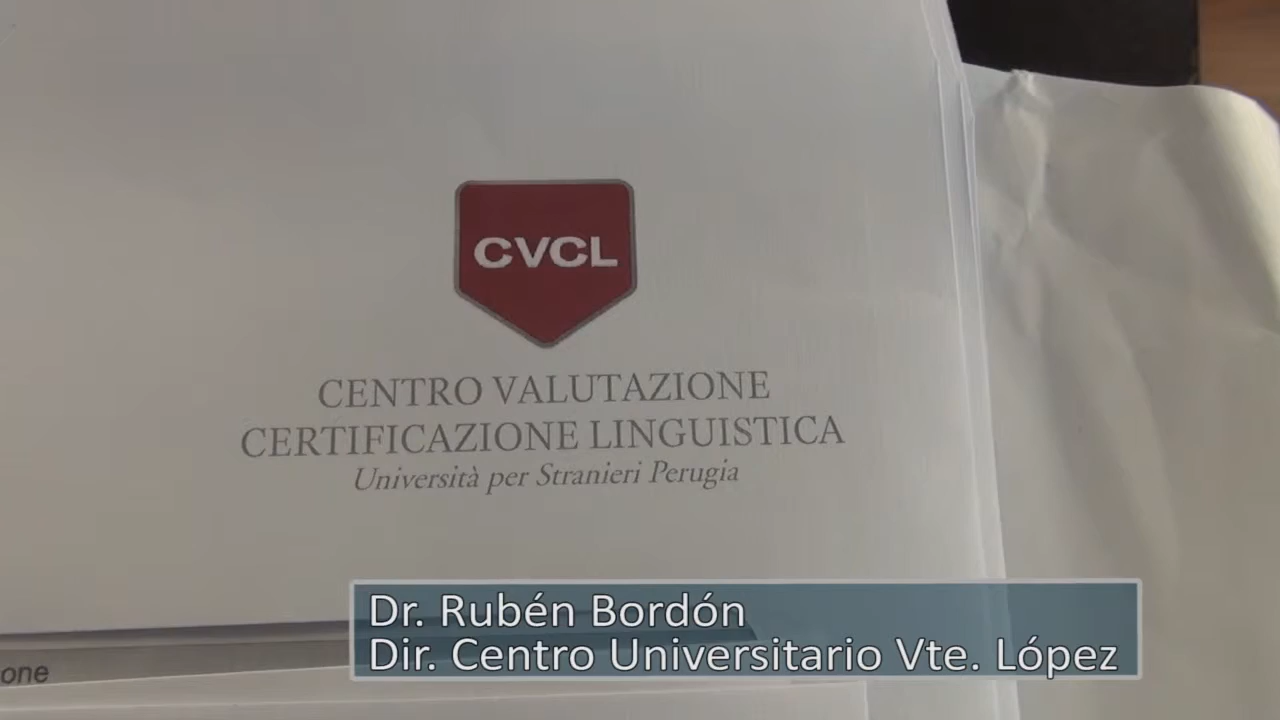 CVCL
CENTRO VALUTAZIONE
CERTIFICAZIONE LINGUISTICA
Università per Stranieri Perugia
Dr. Rubén Bordón
Dir. Centro Universitario Vte. López
one